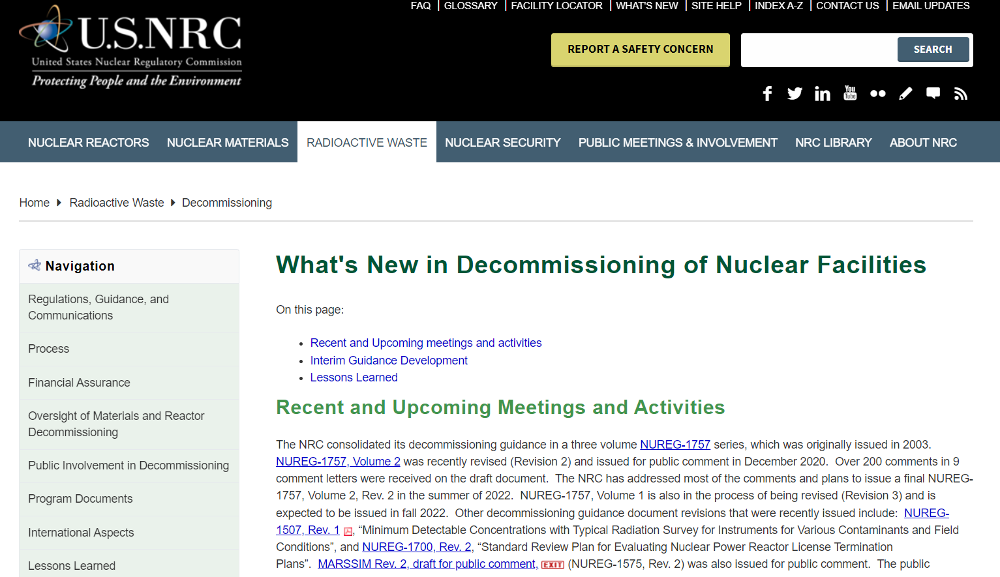 U.S.NRC
United States Nuclear Regulatory Commission
Protecting People and the Environment
FAQ | GLOSSARY | FACILITY LOCATOR | WHAT'S NEW | SITE HELP | INDEX A-Z | CONTACT US | EMAIL UPDATES
REPORT A SAFETY CONCERN
SEARCH
You Tube
NUCLEAR REACTORS NUCLEAR MATERIALS RADIOACTIVE WASTE NUCLEAR SECURITY PUBLIC MEETINGS & INVOLVEMENT NRC LIBRARY ABOUT NRC
Home Radioactive Waste Decommissioning
Navigation
Regulations, Guidance, and
Communications
Process
Financial Assurance
Oversight of Materials and Reactor
Decommissioning
Public Involvement in Decommissioning
Program Documents
International Aspects
Lessons Learned
What's New in Decommissioning of Nuclear Facilities
On this page:
• Recent and Upcoming meetings and activities
• Interim Guidance Development
• Lessons Learned
Recent and Upcoming Meetings and Activities
The NRC consolidated its decommissioning guidance in a three volume NUREG-1757 series, which was originally issued in 2003.
NUREG-1757, Volume 2 was recently revised (Revision 2) and issued for public comment in December 2020. Over 200 comments in 9
comment letters were received on the draft document. The NRC has addressed most of the comments and plans to issue a final NUREG-
1757, Volume 2, Rev. 2 in the summer of 2022. NUREG-1757, Volume 1 is also in the process of being revised (Revision 3) and is
expected to be issued in fall 2022. Other decommissioning guidance document revisions that were recently issued include: NUREG-
1507, Rev. 1, “Minimum Detectable Concentrations with Typical Radiation Survey for Instruments for Various Contaminants and Field
Conditions”, and NUREG-1700, Rev. 2, “Standard Review Plan for Evaluating Nuclear Power Reactor License Termination
Plans”. MARSSIM Rev. 2, draft for public comment, EXIT (NUREG-1575, Rev. 2) was also issued for public comment. The public